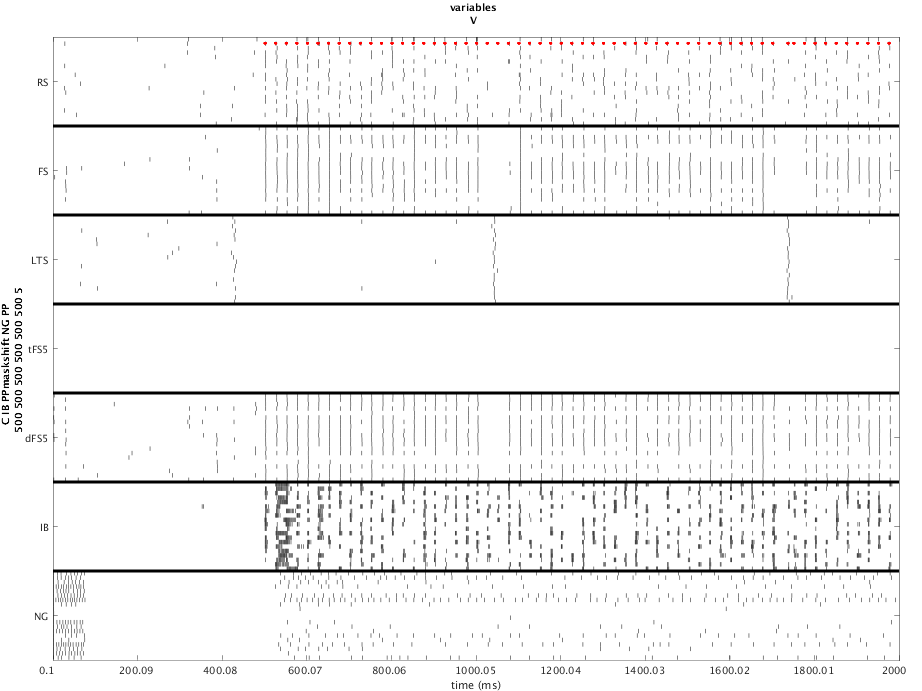 variables
V
RS
FS
LTS
tFS5
dFS5
IB
NG
C IB PPmaskshift NG PP
500 500 500 500 500 500 5
0.1 200.09 400.08 600.07 800.06 1000.05 1200.04 1400.03 1600.02 1800.01 2000
time (ms)